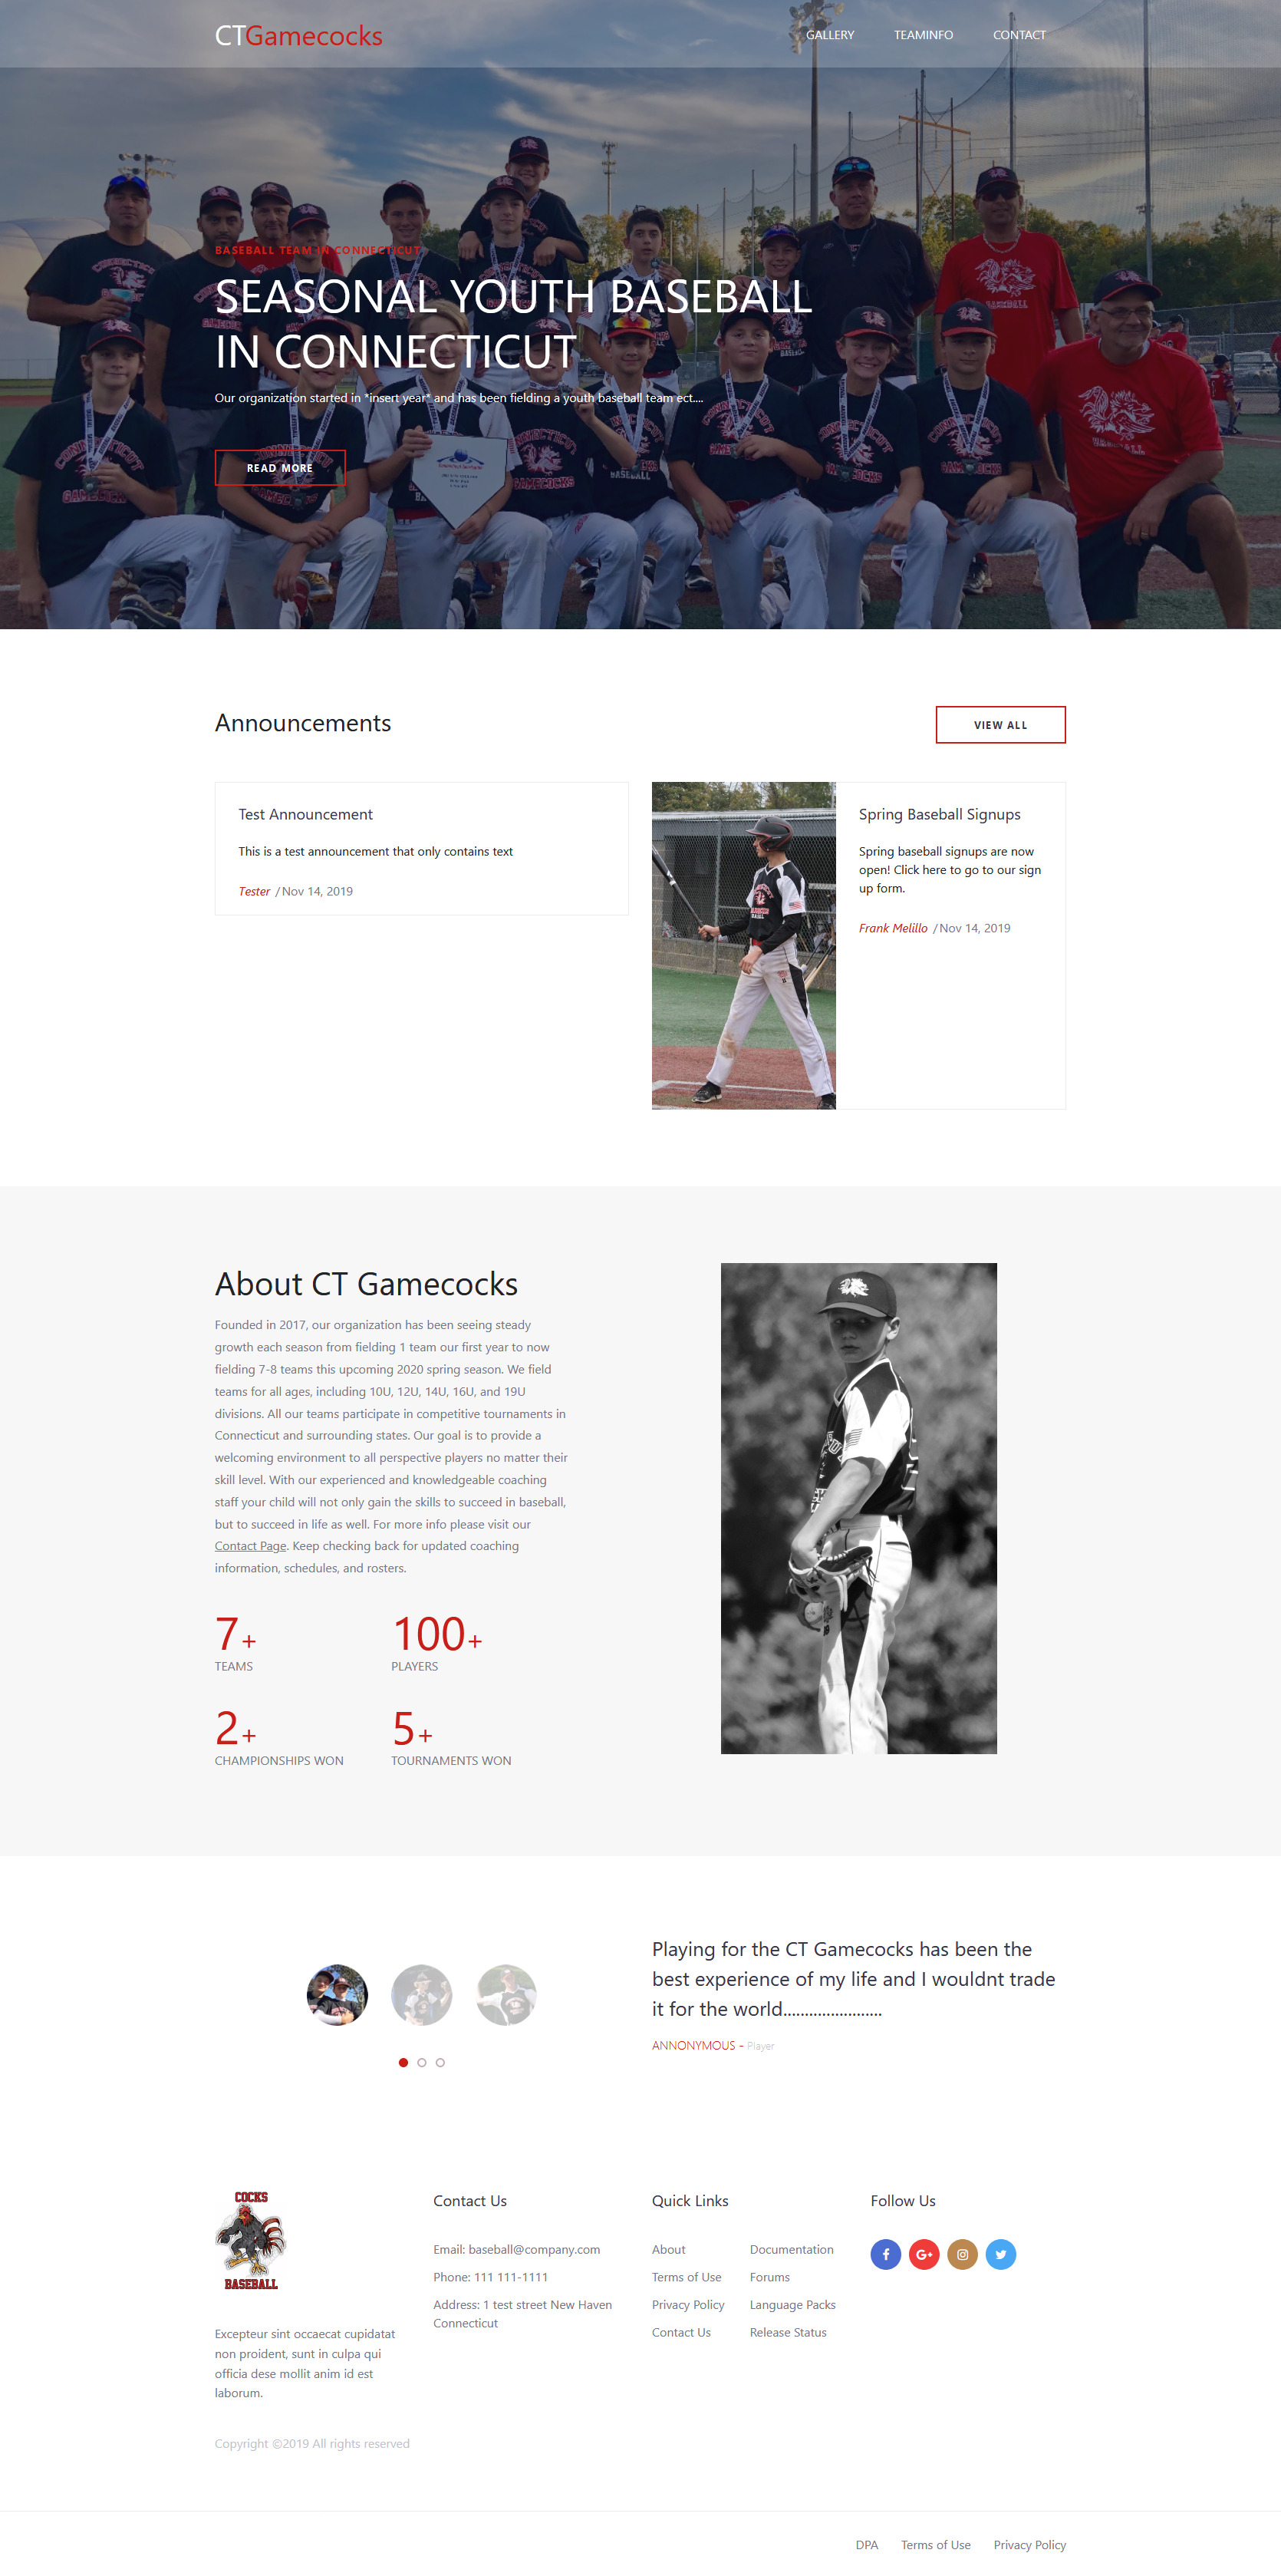 CTGamecocks
GALLERY
TEAMINFO
CONTACT
BASEBALL TEAM IN CONNECTICUT
SEASONAL YOUTH BASEBALL
IN CONNECTICUT
Our organization started in *insert year* and has been fielding a youth baseball team ect....
READ MORE
Announcements
VIEW ALL
Test Announcement
This is a test announcement that only contains text
Tester / Nov 14, 2019
Spring Baseball Signups
Spring baseball signups are now
open! Click here to go to our sign
up form.
Frank Melillo / Nov 14, 2019
About CT Gamecocks
Founded in 2017, our organization has been seeing steady
growth each season from fielding 1 team our first year to now
fielding 7-8 teams this upcoming 2020 spring season. We field
teams for all ages, including 10U, 12U, 14U, 16U, and 19U
divisions. All our teams participate in competitive tournaments in
Connecticut and surrounding states. Our goal is to provide a
welcoming environment to all perspective players no matter their
skill level. With our experienced and knowledgeable coaching
staff your child will not only gain the skills to succeed in baseball,
but to succeed in life as well. For more info please visit our
Contact Page. Keep checking back for updated coaching
information, schedules, and rosters.
7+
TEAMS
100+
PLAYERS
2+
CHAMPIONSHIPS WON
5+
TOURNAMENTS WON
Playing for the CT Gamecocks has been the
best experience of my life and I wouldnt trade
it for the world.......................
ANNONYMOUS - Player
COCKS
BASEBALL
Excepteur sint occaecat cupidatat
non proident, sunt in culpa qui
officia dese mollit anim id est
laborum.
Copyright ©2019 All rights reserved
Contact Us
Email: baseball@company.com
Phone: 111 111-1111
Address: 1 test street New Haven
Connecticut
Quick Links
About
Terms of Use
Privacy Policy
Contact Us
Documentation
Forums
Language Packs
Release Status
Follow Us
DPA
Terms of Use
Privacy Policy